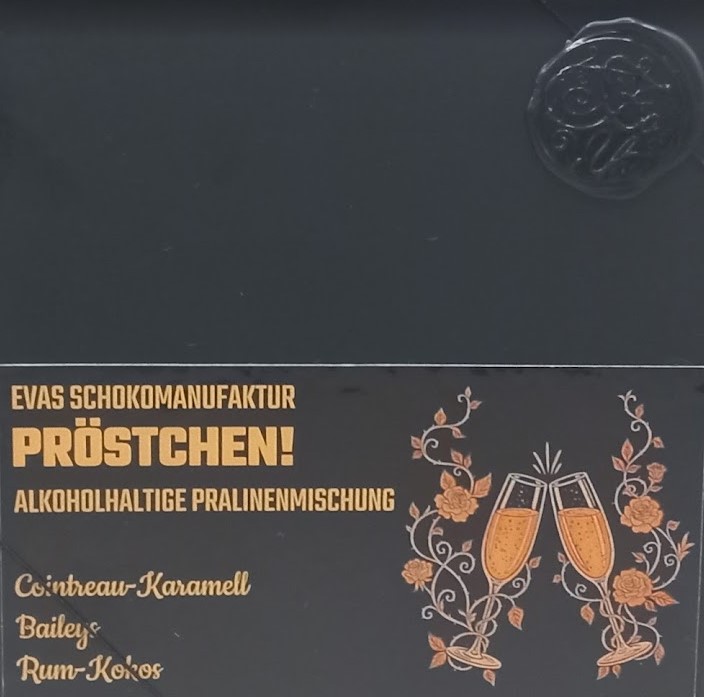 EVAS SCHOKOMANUFAKTUR
PRÖSTCHEN!
ALKOHOLHALTIGE PRALINENMISCHUNG
Cointreau-Karamell
Baileys
Rum-Kokos